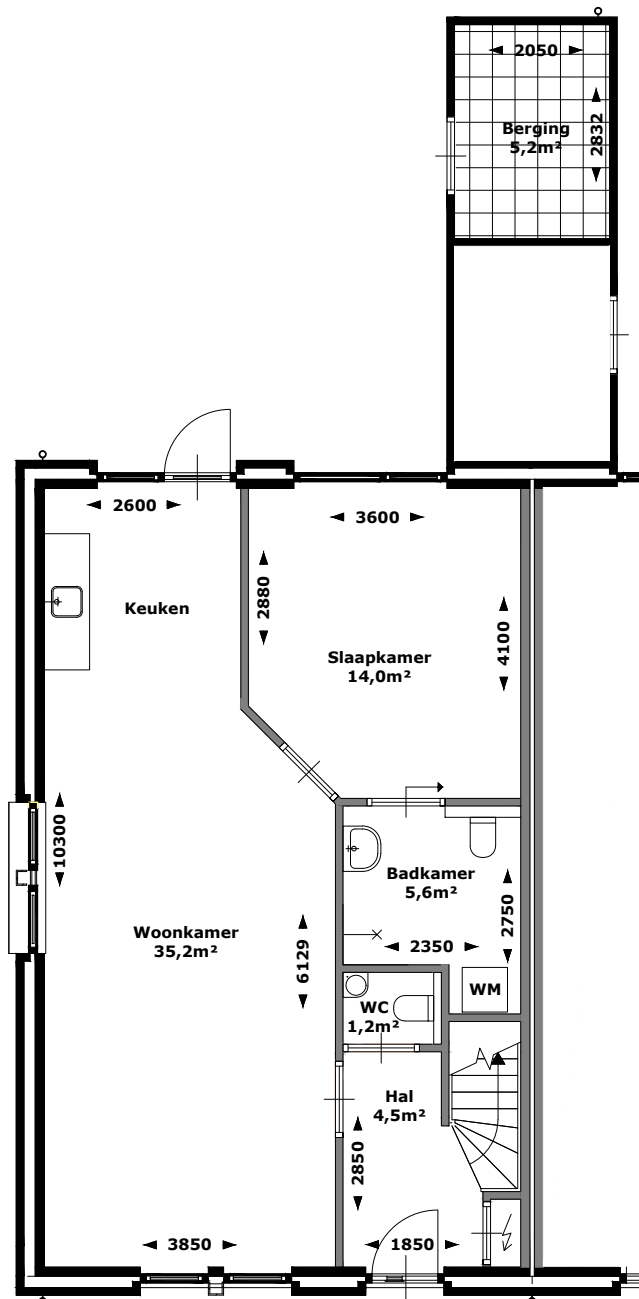 2050
Berging
5,2m²
2832
2600
3600
2880
Keuken
4100
Slaapkamer
14,0m²
10300
Badkamer
5,6m²
2750
Woonkamer
35,2m²
6129
2350
WM
WC
1,2m²
Hal
4,5m²
2850
3850
1850